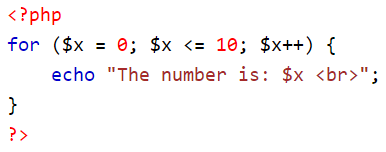 <?php
for ($x = 0; $x <= 10; $x++) {
    echo "The number is: $x <br>";
}
?>